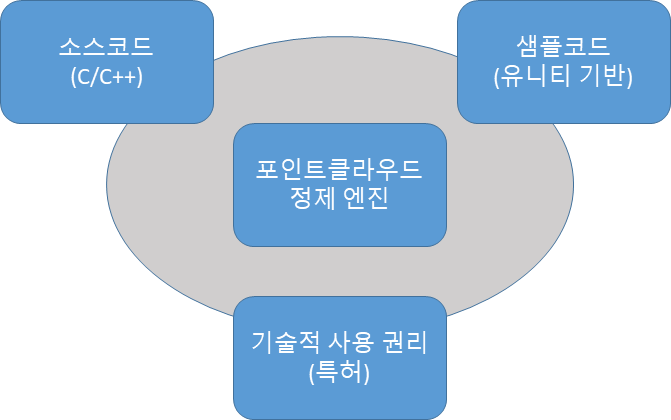 소스코드
(C/C++)
샘플코드
(유니티 기반)
포인트클라우드
정제 엔진
기술적 사용 권리
(특허)